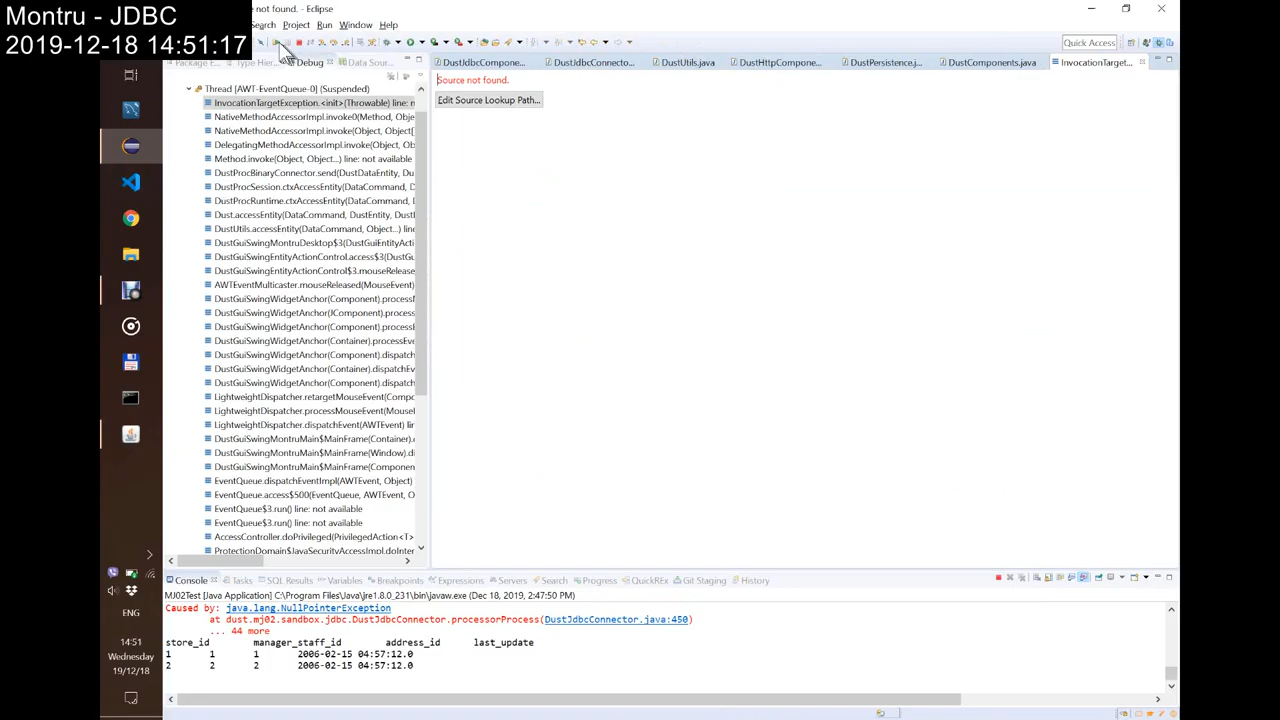 Montru - JDBC
2019-12-18 14:51:17
not found. - Eclipse
Search Project Run Window Help
Quick Access
Type Hier... Debug Data Sour...
DustJdbcCompone... DustJdbcConnecto... DustUtils.java DustHttpCompone... DustPersistence.j... DustComponents.java InvocationTarget...
Source not found.
Edit Source Lookup Path...
Thread [AWT-EventQueue-0] (Suspended)
InvocationTargetException.<init>(Throwable) line: n
NativeMethodAccessorImpl.invoke0(Method, Obje
NativeMethodAccessorImpl.invoke(Object, Object[
DelegatingMethodAccessorImpl.invoke(Object, Obj
Method.invoke(Object, Object...) line: not available
DustProcBinaryConnector.send(DustDataEntity, Du
DustProcSession.ctxAccessEntity(DataCommand, D
DustProcRuntime.ctxAccessEntity(DataCommand, D
Dust.accessEntity(DataCommand, DustEntity, Dust
DustUtils.accessEntity(DataCommand, Object...) line
DustGuiSwingMontruDesktop$3(DustGuiEntityActi
DustGuiSwingEntityActionControl.access$3(DustGu
DustGuiSwingEntityActionControl$3.mouseRelease
AWTEventMulticaster.mouseReleased(MouseEvent)
DustGuiSwingWidgetAnchor(Component).processM
DustGuiSwingWidgetAnchor(JComponent).process
DustGuiSwingWidgetAnchor(Component).processE
DustGuiSwingWidgetAnchor(Container).processEve
DustGuiSwingWidgetAnchor(Component).dispatch
DustGuiSwingWidgetAnchor(Container).dispatchEv
DustGuiSwingWidgetAnchor(Component).dispatch
LightweightDispatcher.retargetMouseEvent(Compo
LightweightDispatcher.processMouseEvent(Mouse
LightweightDispatcher.dispatchEvent(AWTEvent) lin
DustGuiSwingMontruMain$MainFrame(Container).c
DustGuiSwingMontruMain$MainFrame(Window).di
DustGuiSwingMontruMain$MainFrame(Component
EventQueue.dispatchEventImpl(AWTEvent, Object)
EventQueue.access$500(EventQueue, AWTEvent, O
EventQueue$3.run() line: not available
EventQueue$3.run() line: not available
AccessController.doPrivileged(PrivilegedAction<T>
ProtectionDomain$JavaSecurityAccessImpl.doInter
Console Tasks SQL Results Variables Breakpoints Expressions Servers Search Progress QuickREx Git Staging History
MJ02Test [Java Application] C:\Program Files\Java\jre1.8.0_231\bin\javaw.exe (Dec 18, 2019, 2:47:50 PM)
Caused by: java.lang.NullPointerException
at dust.mj02.sandbox.jdbc.DustJdbcConnector.processorProcess(DustJdbcConnector.java:450)
... 44 more
store_id manager_staff_id address_id last_update
1 1 1 2006-02-15 04:57:12.0
2 2 2 2006-02-15 04:57:12.0
ENG
14:51
Wednesday
19/12/18